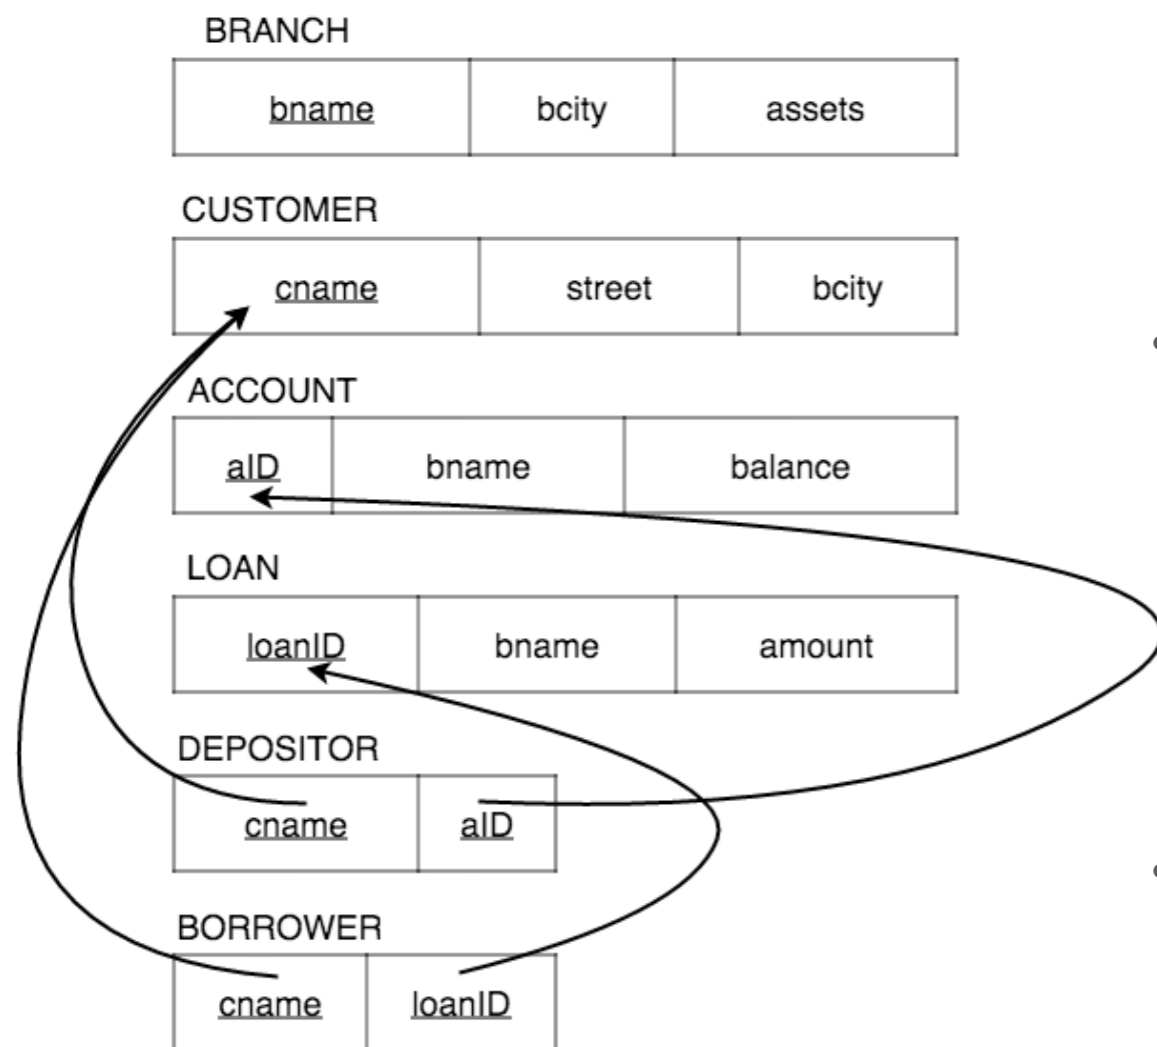 BRANCH
bname bcity assets
CUSTOMER
cname street bcity
ACCOUNT
aID bname balance
LOAN
loanID bname amount
DEPOSITOR
cname aID
BORROWER
cname loanID